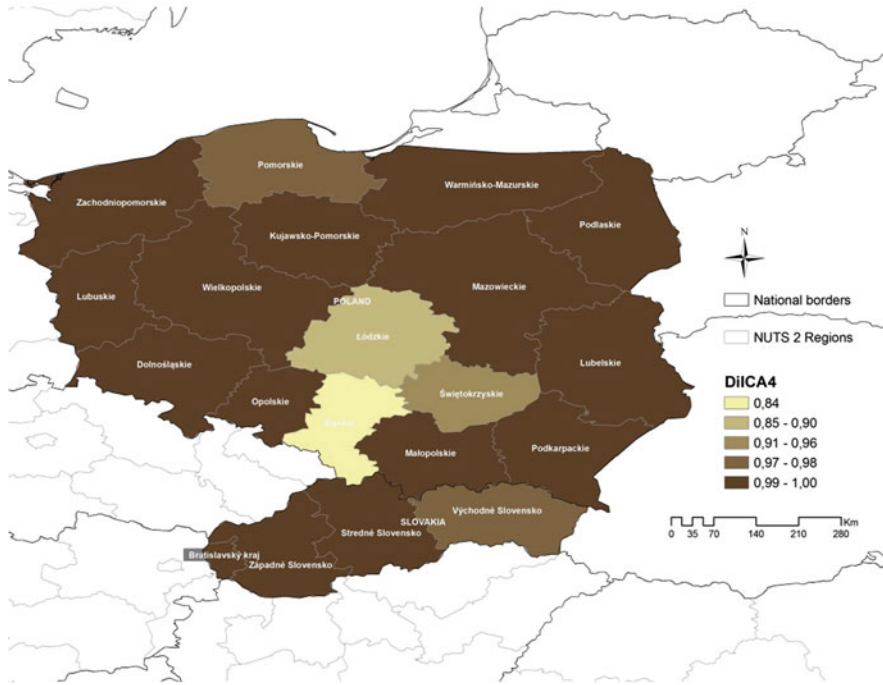 Pomorskie
Warmińsko-Mazurskie
Zachodniopomorskie
Podlaskie
Kujawsko-Pomorskie
N
Lubuskie
Wielkopolskie
Mazowieckie
POLAND
National borders
Łódzkie
NUTS 2 Regions
Dolnośląskie
Lubelskie
DiICA4
Opolskie
Świętokrzyskie
0,84
0,85 - 0,90
0,91 - 0,96
0,97 - 0,98
0,99 - 1,00
Małopolskie
Podkarpackie
Východné Slovensko
SLOVAKIA
Stredné Slovensko
Km
0 35 70 140 210 280
Bratislavský kraj
Západné Slovensko